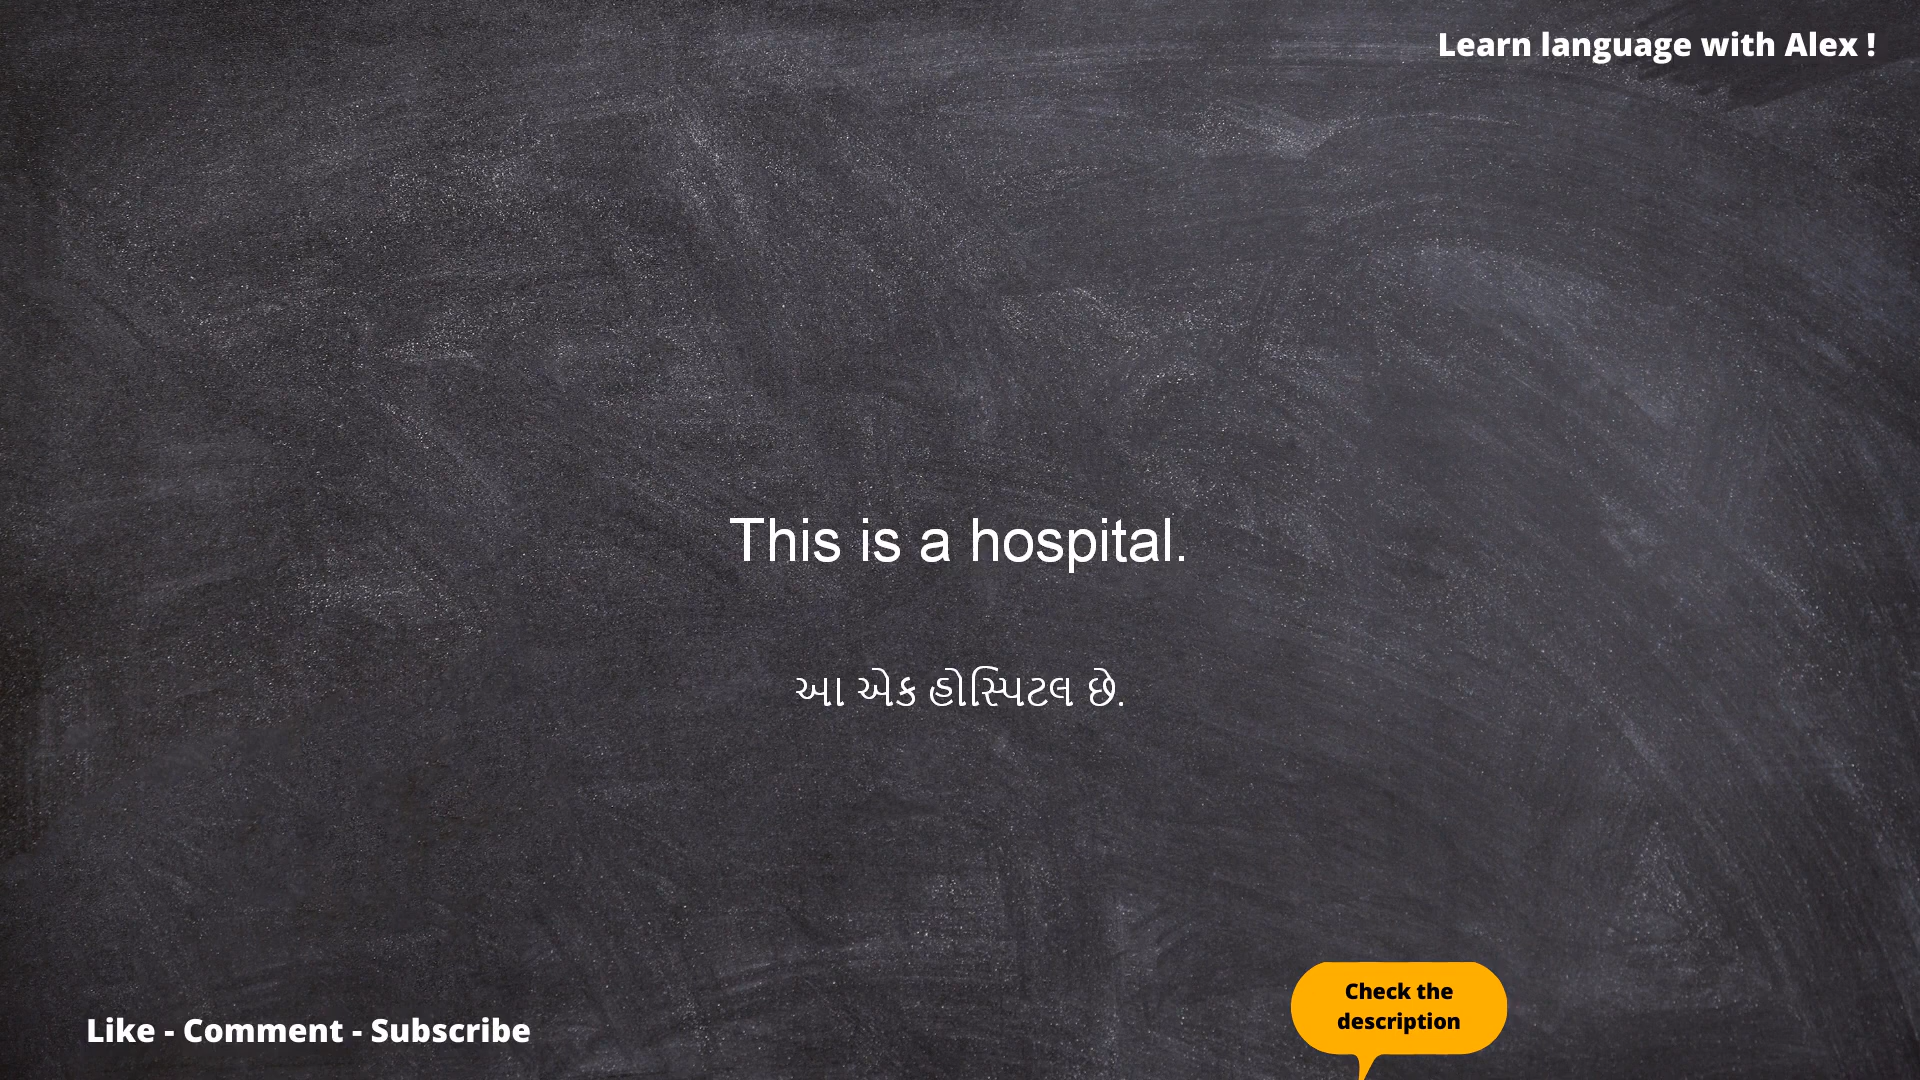 Learn language with Alex !
This is a hospital.
આ એક હોસ્પિટલ છે.
Check the
description
Like - Comment - Subscribe